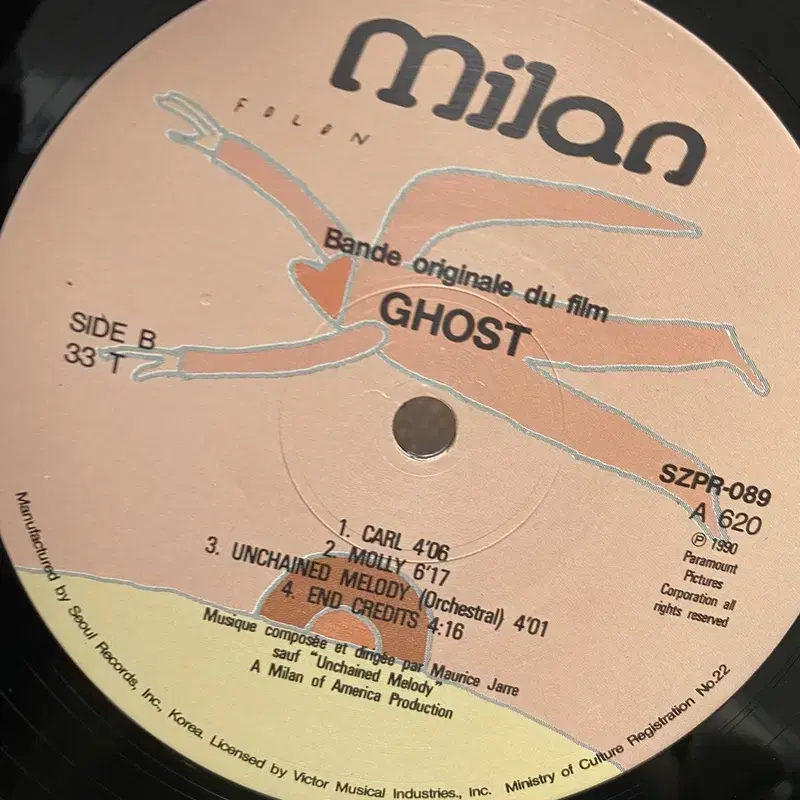 milan
FOLON
Bande originale du film
GHOST
SIDE B
33 T
SZPR-089
A 620
Ⓟ 1990
Paramount
Pictures
Corporation all
rights reserved
1. CARL 4'06
2. MOLLY 6'17
3. UNCHAINED MELODY (Orchestral) 4'01
4. END CREDITS 4:16
Musique composée et dirigée par Maurice Jarre
sauf "Unchained Melody"
A Milan of America Production
Manufactured by Seoul Records, Inc., Korea. Licensed by Victor Musical Industries., Inc. Ministry of Culture Registration No.22